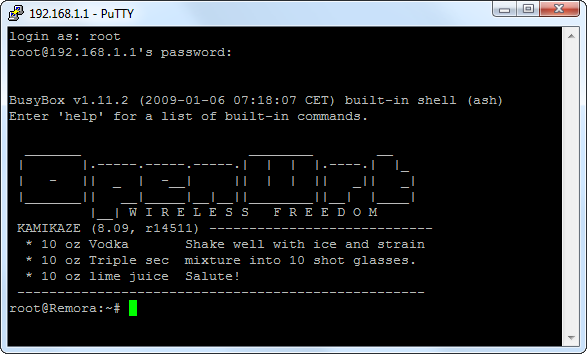 192.168.1.1 - PuTTY
login as: root
root@192.168.1.1's password:
BusyBox v1.11.2 (2009-01-06 07:18:07 CET) built-in shell (ash)
Enter 'help' for a list of built-in commands.
OpenWrt
W I R E L E S S   F R E E D O M
KAMIKAZE (8.09, r14511) ----------------------------
* 10 oz Vodka       Shake well with ice and strain
* 10 oz Triple sec  mixture into 10 shot glasses.
* 10 oz lime juice  Salute!
---------------------------------------------------
root@Remora:~#